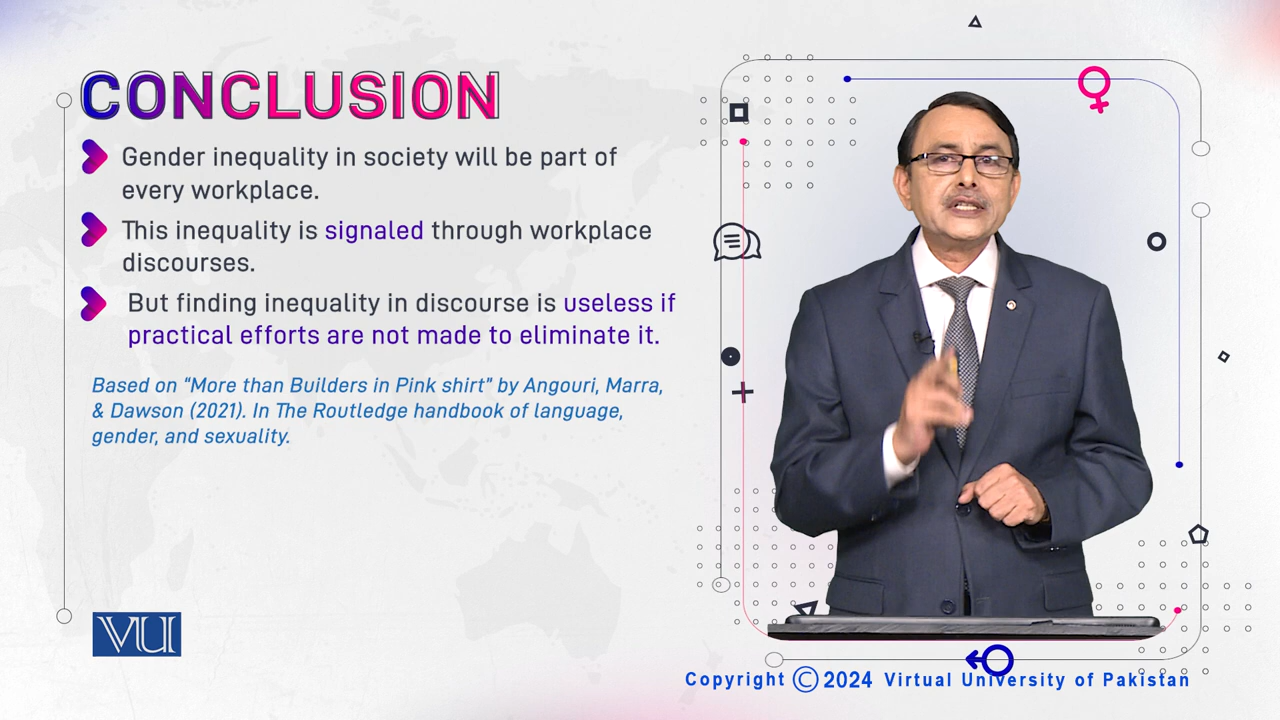 CONCLUSION
Gender inequality in society will be part of
every workplace.
This inequality is signaled through workplace
discourses.
But finding inequality in discourse is useless if
practical efforts are not made to eliminate it.
Based on “More than Builders in Pink shirt” by Angouri, Marra,
& Dawson (2021). In The Routledge handbook of language,
gender, and sexuality.
VU
Copyright © 2024 Virtual University of Pakistan